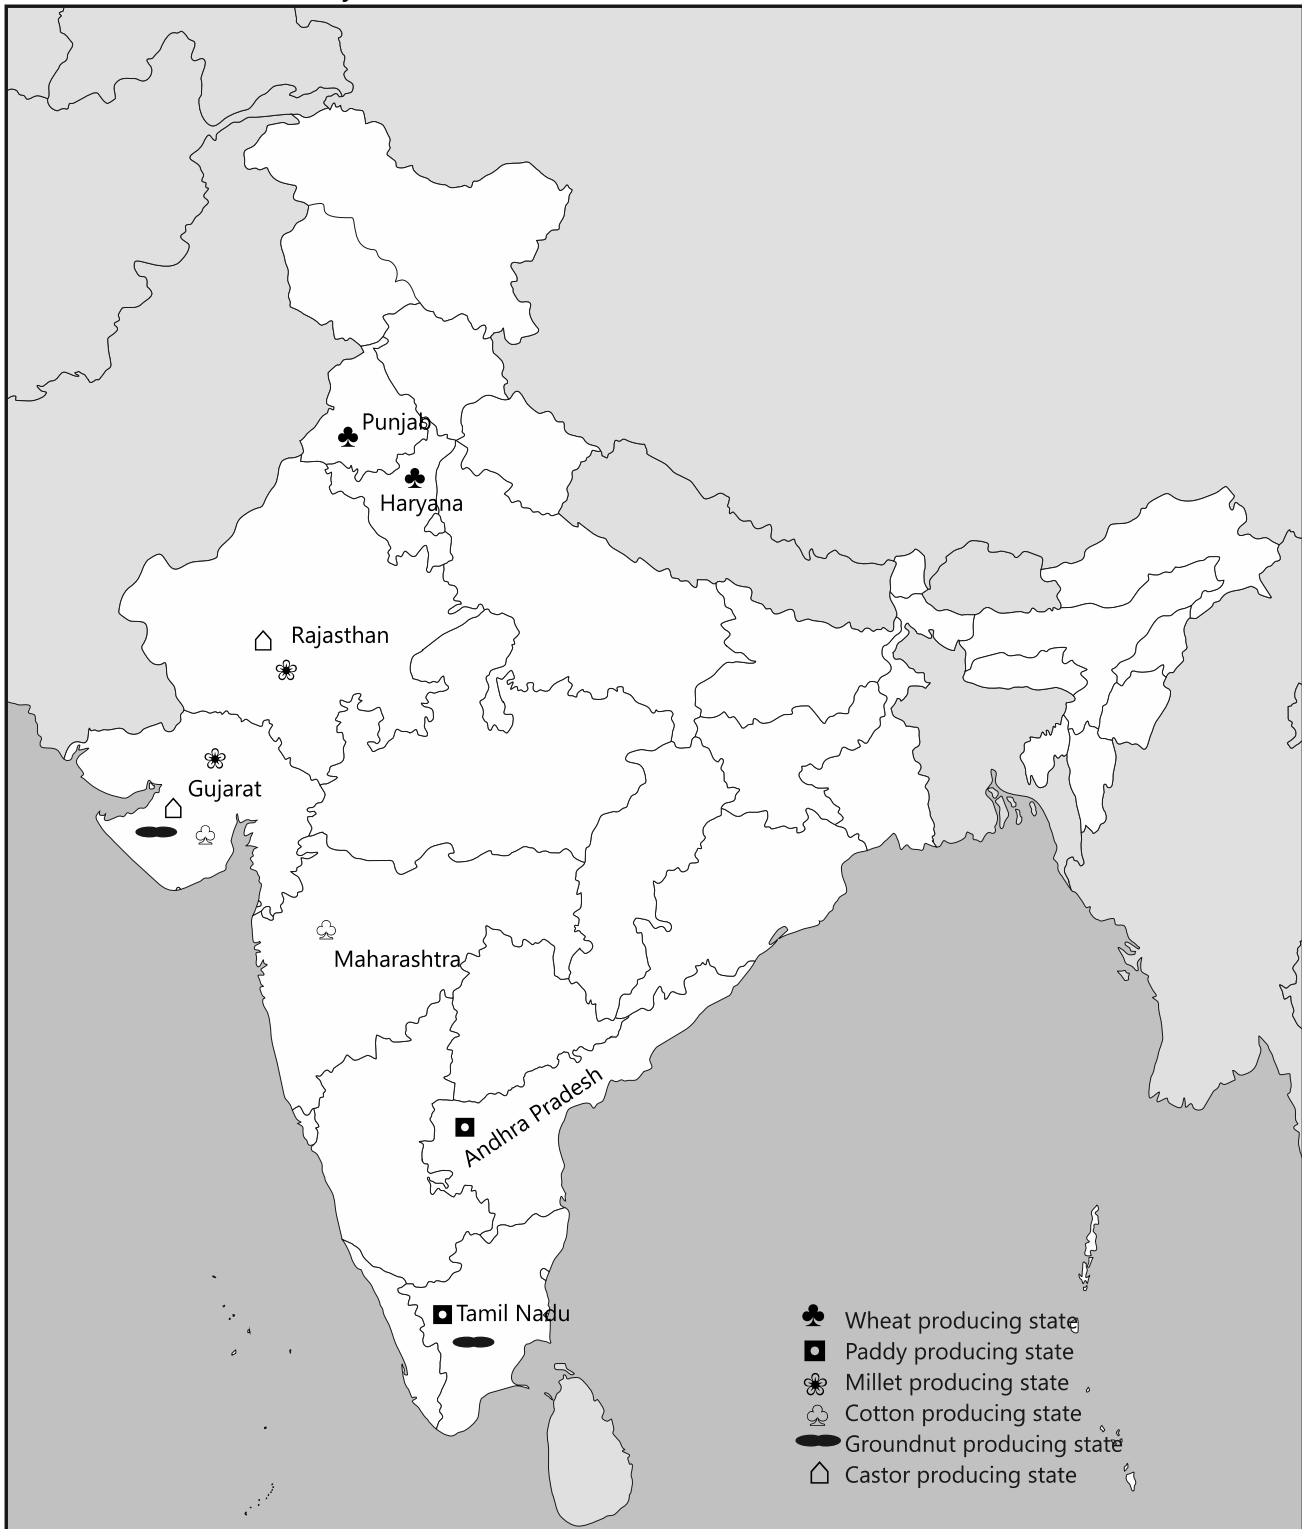 Punjab
Haryana
Rajasthan
Gujarat
Maharashtra
Andhra Pradesh
Tamil Nadu
Wheat producing state
Paddy producing state
Millet producing state
Cotton producing state
Groundnut producing state
Castor producing state